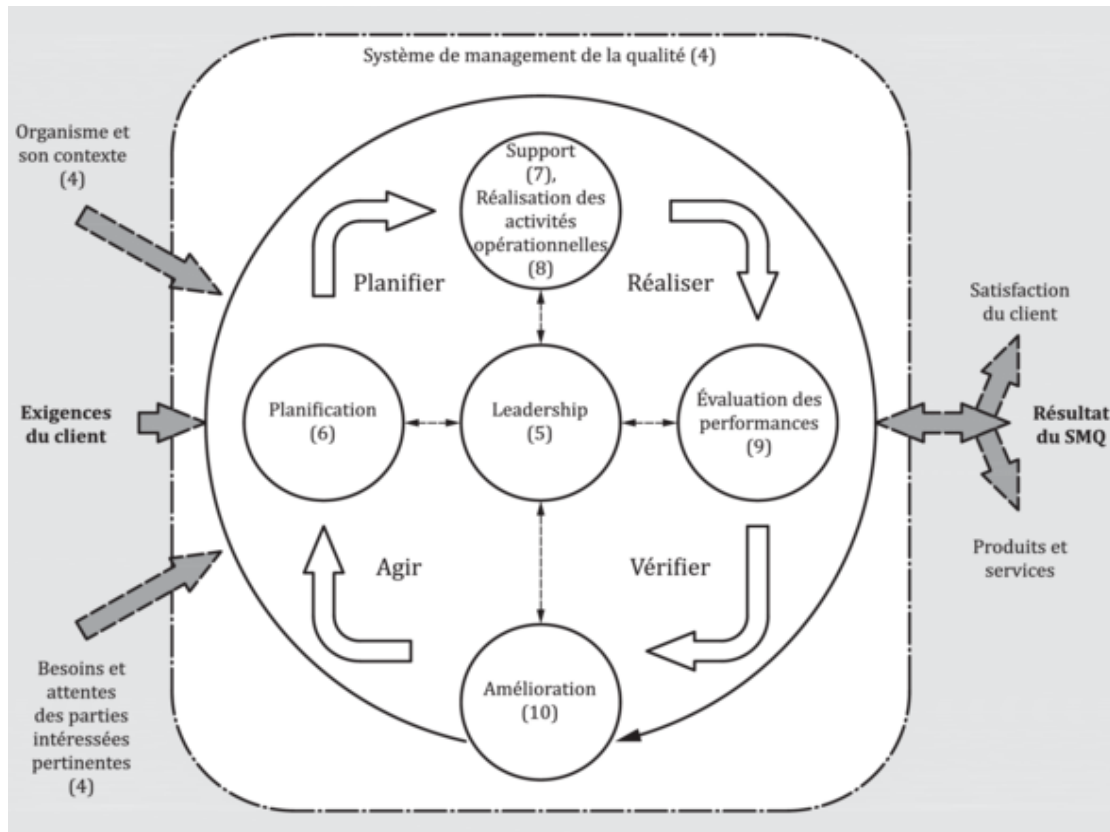 Système de management de la qualité (4)
Organisme et
son contexte
(4)
Support
(7),
Réalisation des
activités
opérationnelles
(8)
Planifier
Réaliser
Satisfaction
du client
Exigences
du client
Planification
(6)
Leadership
(5)
Évaluation des
performances
(9)
Résultat
du SMQ
Agir
Vérifier
Produits et
services
Besoins et
attentes
des parties
intéressées
pertinentes
(4)
Amélioration
(10)